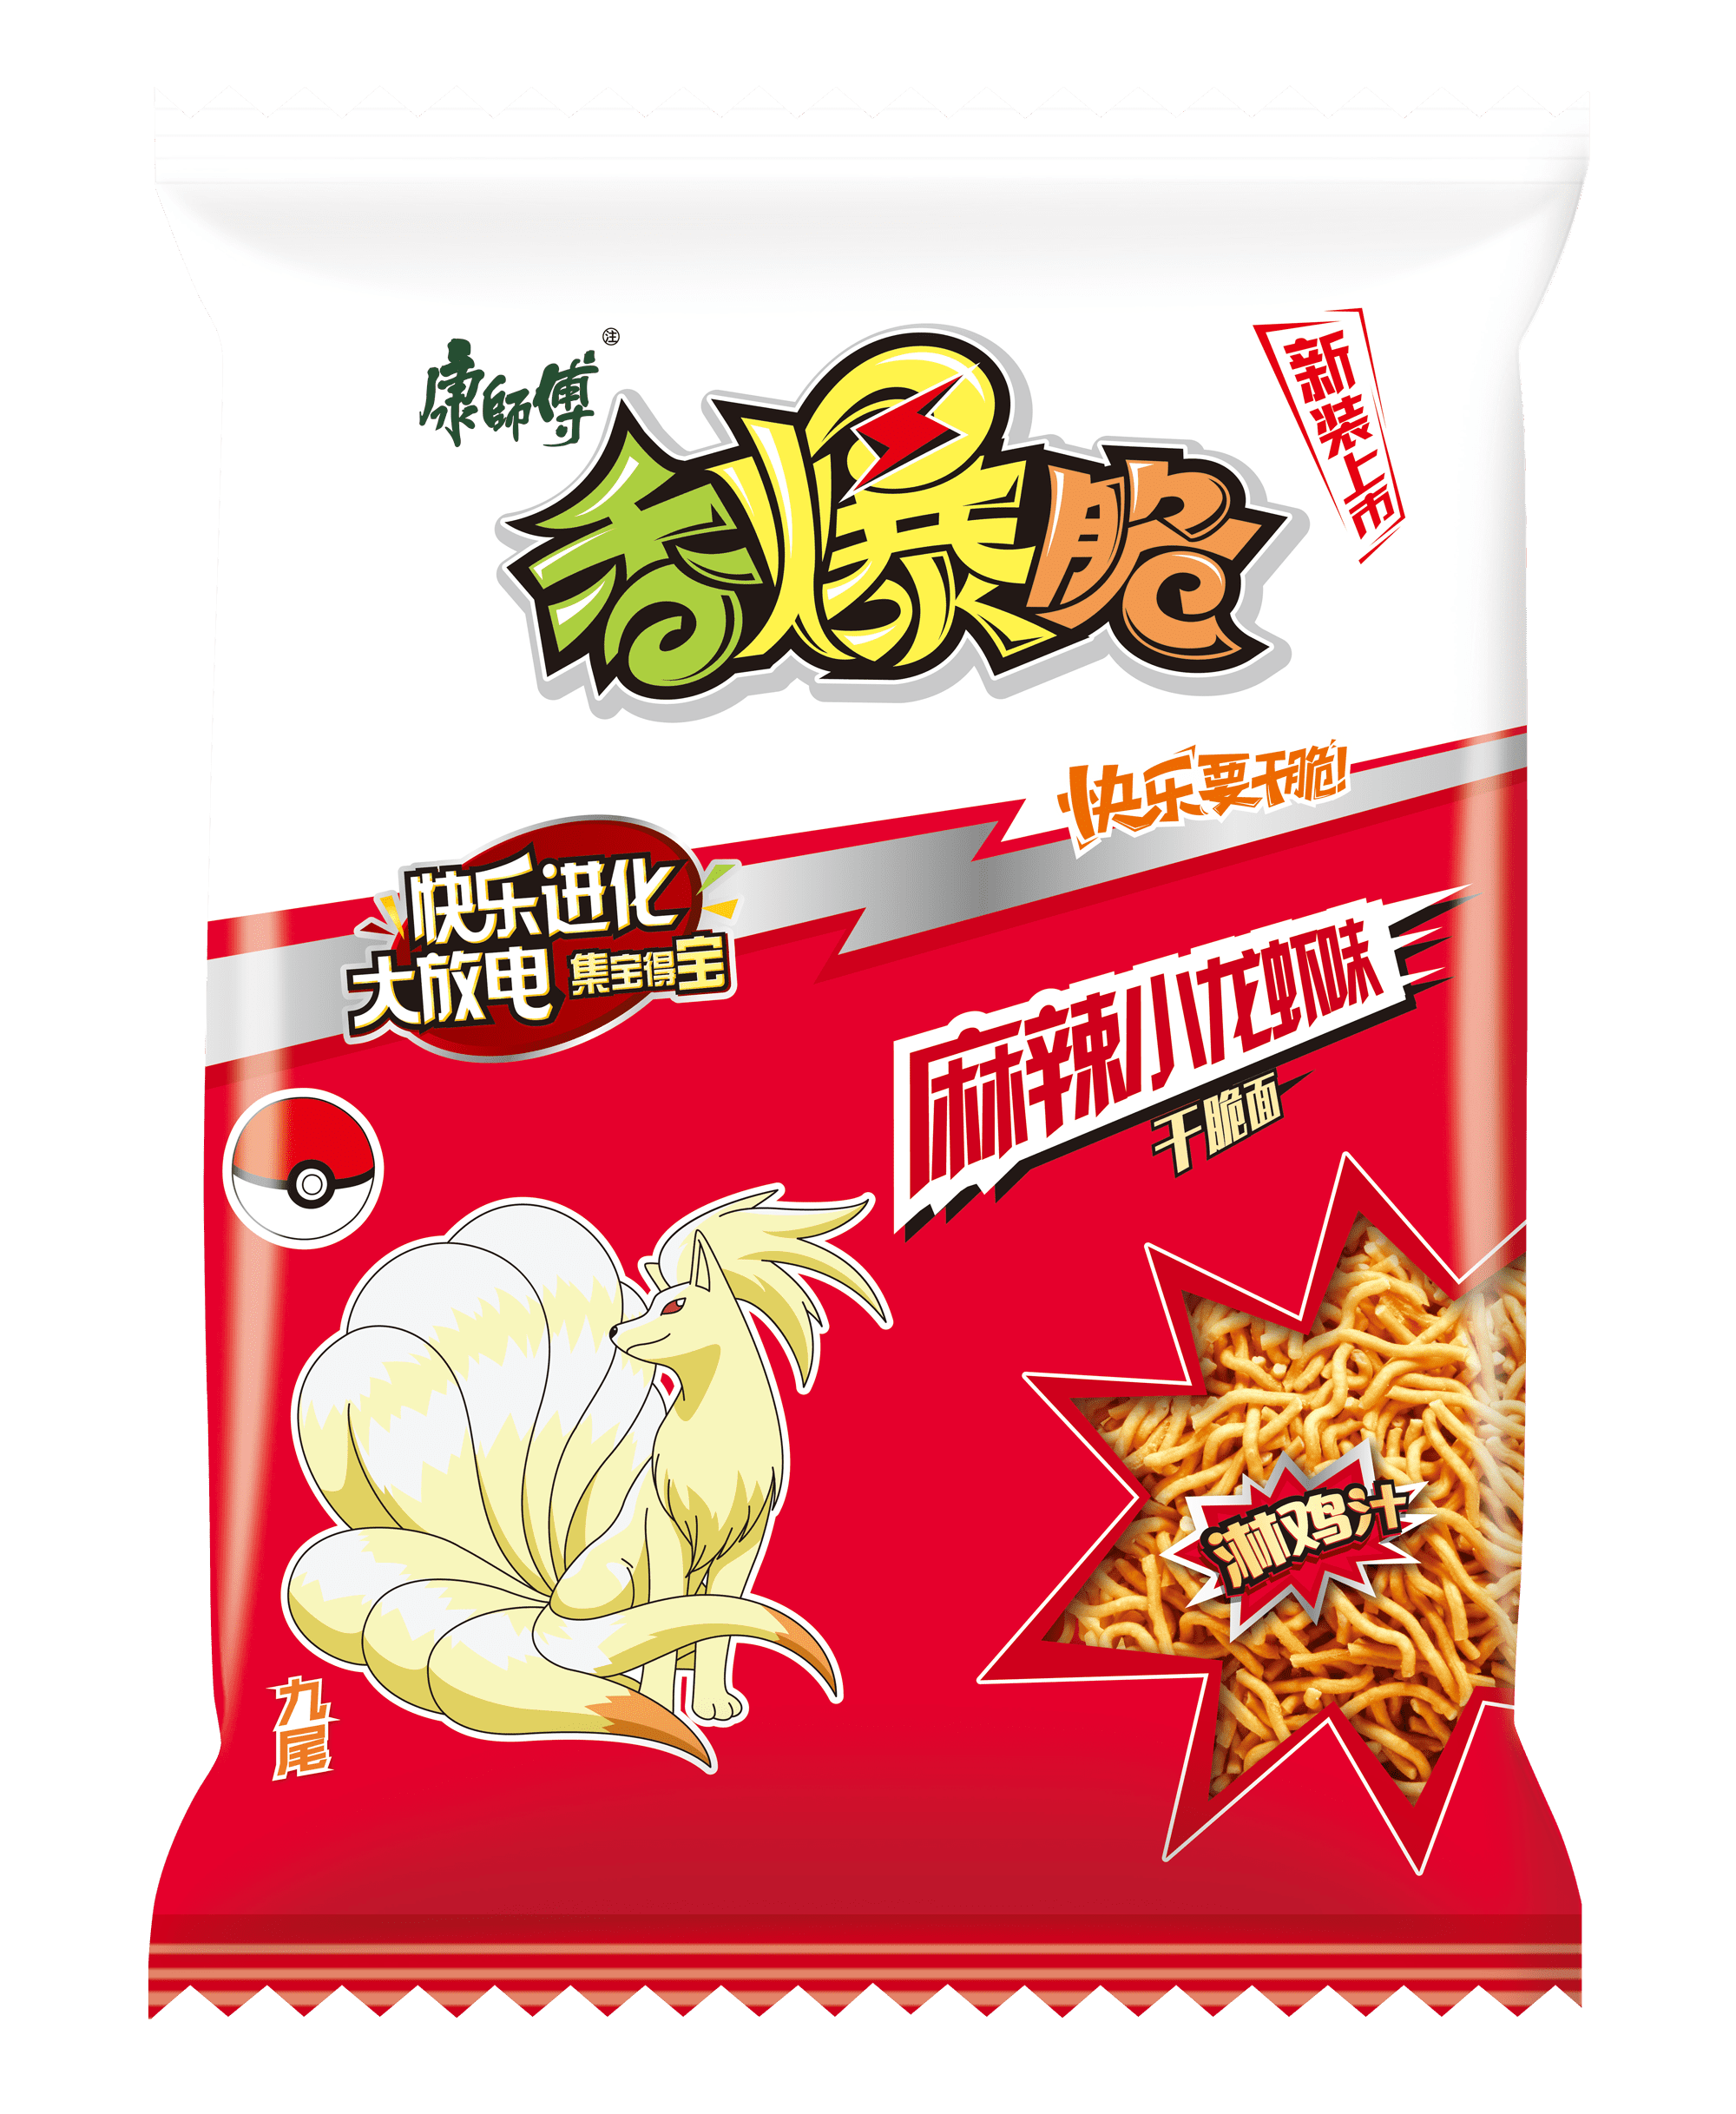 康師傅
注
香爆脆
新装上市
快乐要干脆!
快乐进化
大放电 集宝得宝
麻辣小龙虾味
干脆面
淋鸡汁
九尾